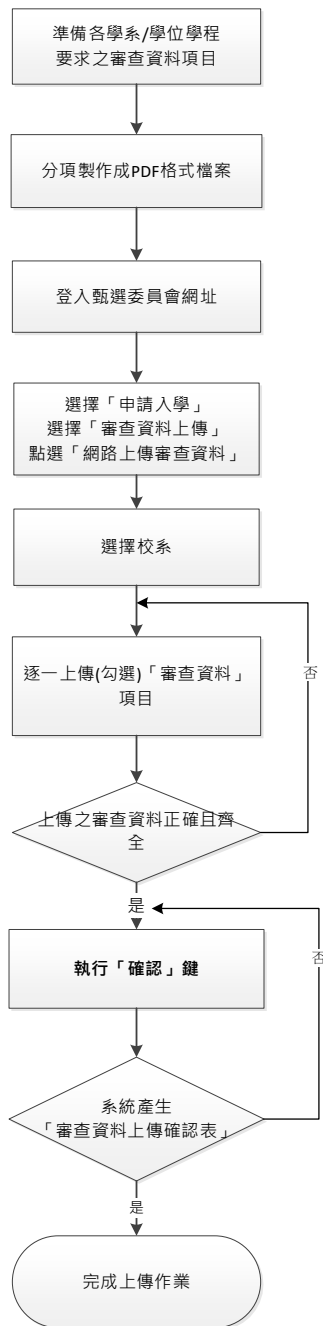 準備各學系/學位學程
要求之審查資料項目
分項製作成PDF格式檔案
登入甄選委員會網址
選擇「申請入學」
選擇「審查資料上傳」
點選「網路上傳審查資料」
選擇校系
逐一上傳(勾選)「審查資料」
項目
否
上傳之審查資料正確且齊
全
是
執行「確認」鍵
否
系統產生
「審查資料上傳確認表」
是
完成上傳作業